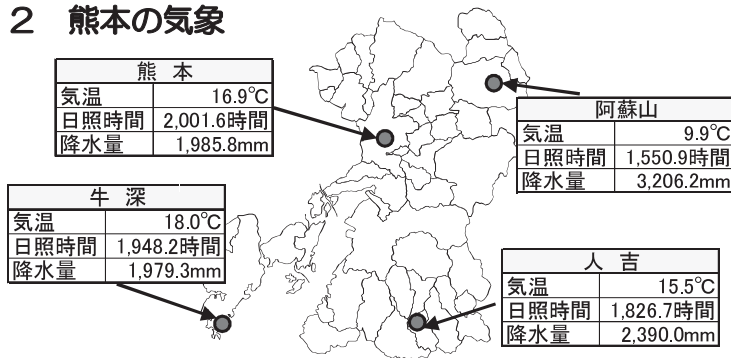 2 熊本の気象
熊 本
気温 16.9℃
日照時間 2,001.6時間
降水量 1,985.8mm
阿蘇山
気温 9.9℃
日照時間 1,550.9時間
降水量 3,206.2mm
牛 深
気温 18.0℃
日照時間 1,948.2時間
降水量 1,979.3mm
人 吉
気温 15.5℃
日照時間 1,826.7時間
降水量 2,390.0mm